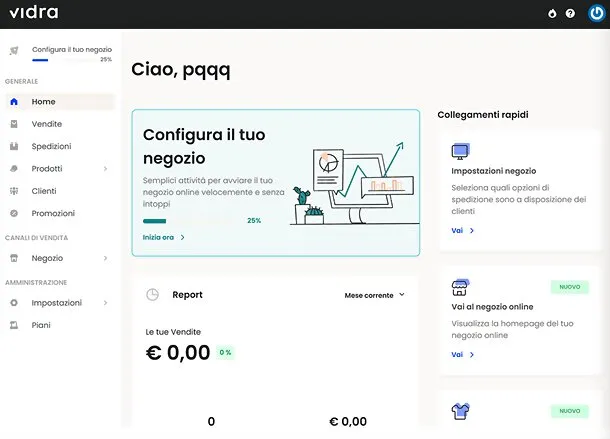 vidra
Configura il tuo negozio
25%
GENERALE
Home
Vendite
Spedizioni
Prodotti
Clienti
Promozioni
CANALI DI VENDITA
Negozio
AMMINISTRAZIONE
Impostazioni
Piani
Ciao, pqqq
Configura il tuo
negozio
Semplici attività per avviare il tuo
negozio online velocemente e senza
intoppi
25%
Inizia ora
Report
Mese corrente
Le tue Vendite
€ 0,00
0 %
0
€ 0,00
Collegamenti rapidi
Impostazioni negozio
Seleziona quali opzioni di
spedizione sono a disposizione dei
clienti
Vai
NUOVO
Vai al negozio online
Visualizza la homepage del tuo
negozio online
Vai
NUOVO